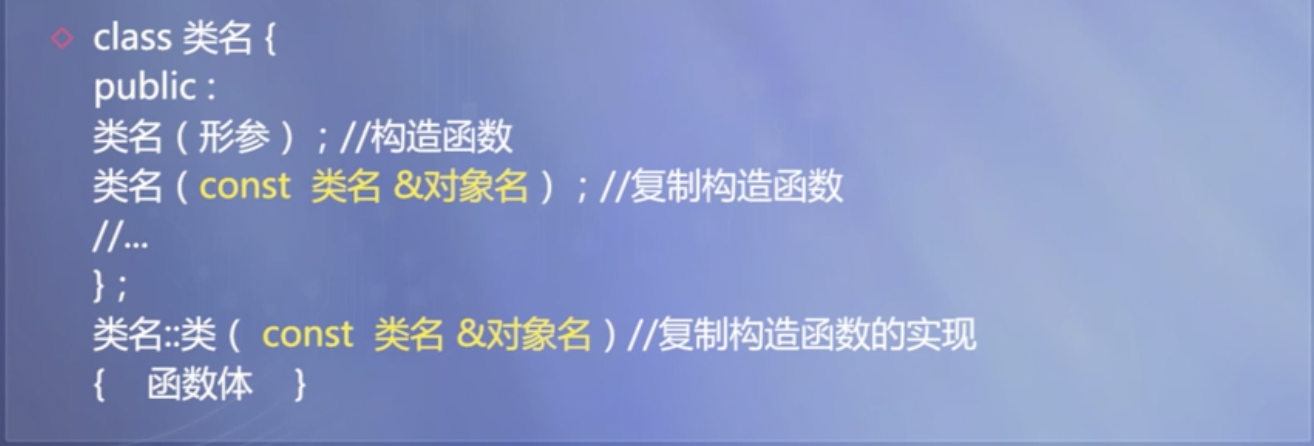 class 类名 {
public :
类名（形参）;//构造函数
类名（const 类名 &对象名）;//复制构造函数
//...
} ;
类名::类（ const 类名 &对象名）//复制构造函数的实现
{ 函数体 }